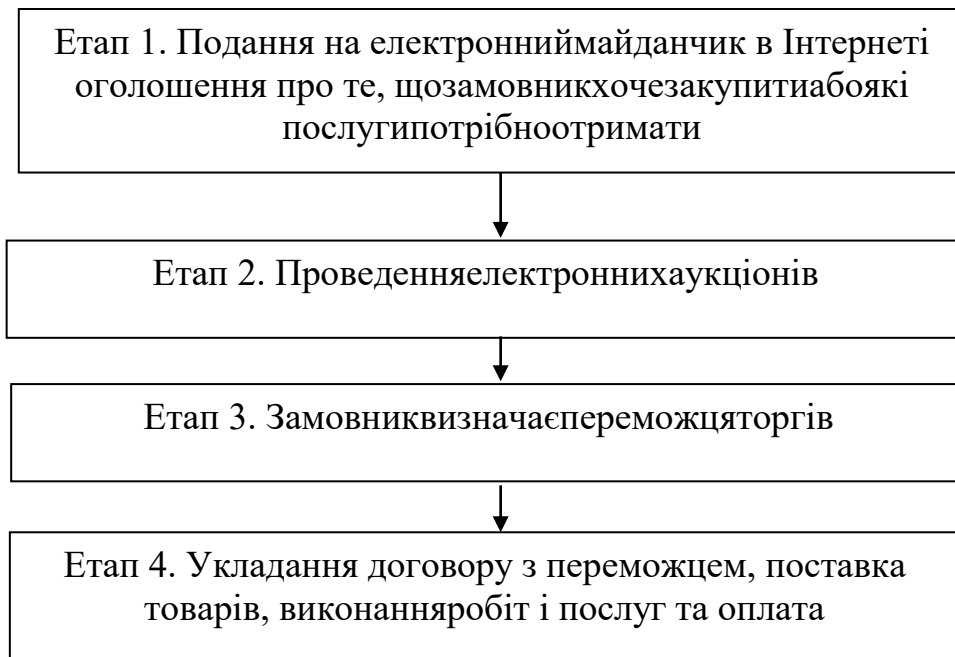 Етап 1. Подання на електронниймайданчик в Інтернеті
оголошення про те, щозамовникхочезакупитиабоякі
послугипотрібноотримати
Етап 2. Проведенняелектроннихаукціонів
Етап 3. Замовниквизначаєпереможцяторгів
Етап 4. Укладання договору з переможцем, поставка
товарів, виконанняробіт і послуг та оплата